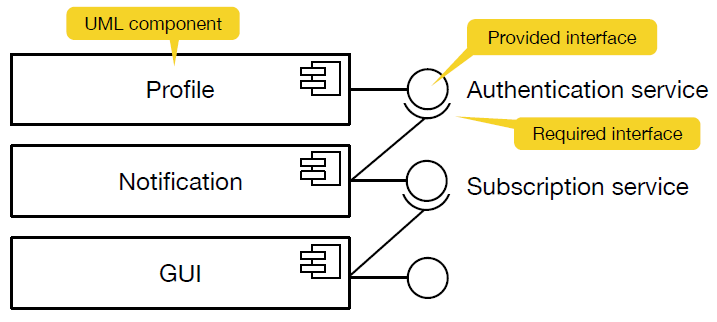 UML component
Provided interface
Profile
Authentication service
Required interface
Notification
Subscription service
GUI